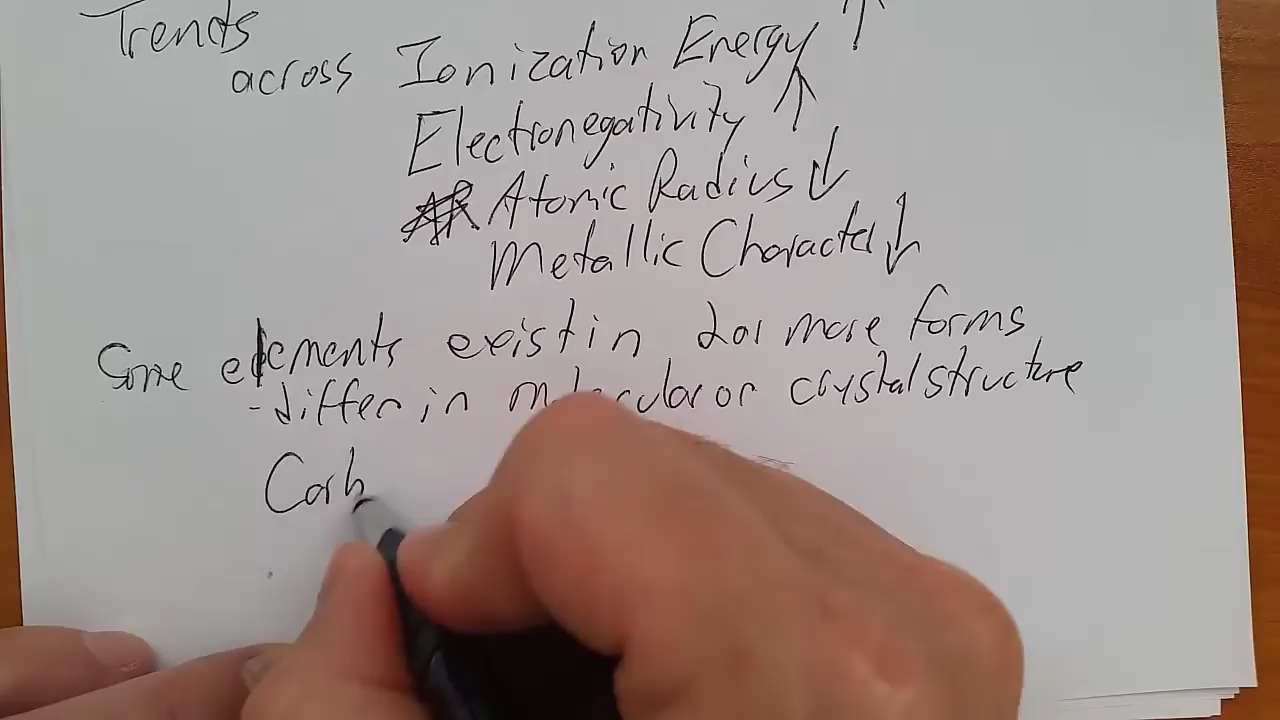 Trends
across Ionization Energy ↑
Electronegativity ↑
Atomic Radius ↓
Metallic Character ↓
Some elements exist in 2 or more forms
- differ in molecular or crystal structure
Carb